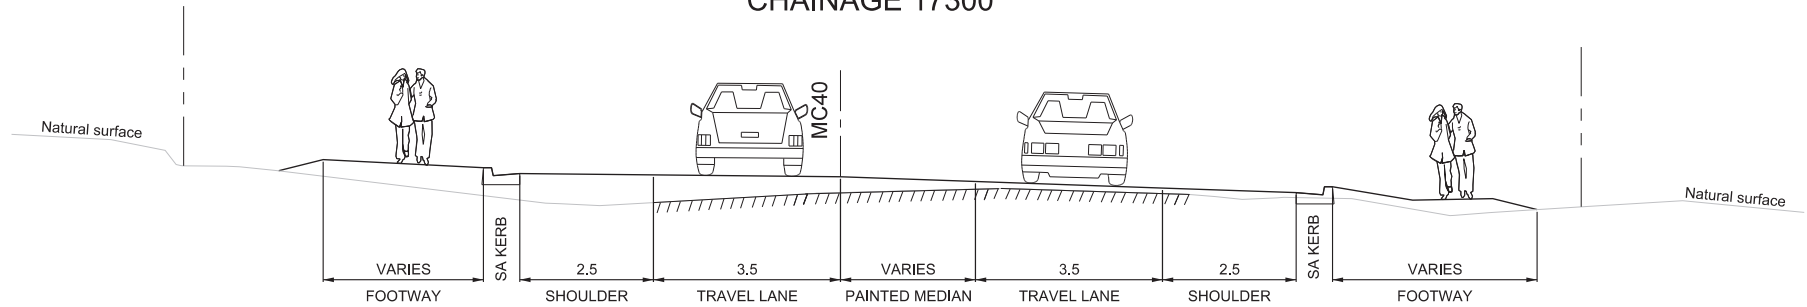 CHAINAGE 17300
MC40
Natural surface
Natural surface
SA KERB
SA KERB
VARIES 2.5 3.5 VARIES 3.5 2.5 VARIES
FOOTWAY SHOULDER TRAVEL LANE PAINTED MEDIAN TRAVEL LANE SHOULDER FOOTWAY